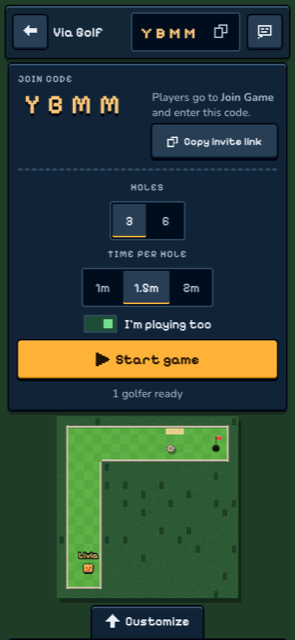 Via Golf
YBMM
JOIN CODE
YBMM
Players go to Join Game
and enter this code.
Copy invite link
HOLES
3 6
TIME PER HOLE
1m 1.5m 2m
I'm playing too
Start game
1 golfer ready
tivia
Customize